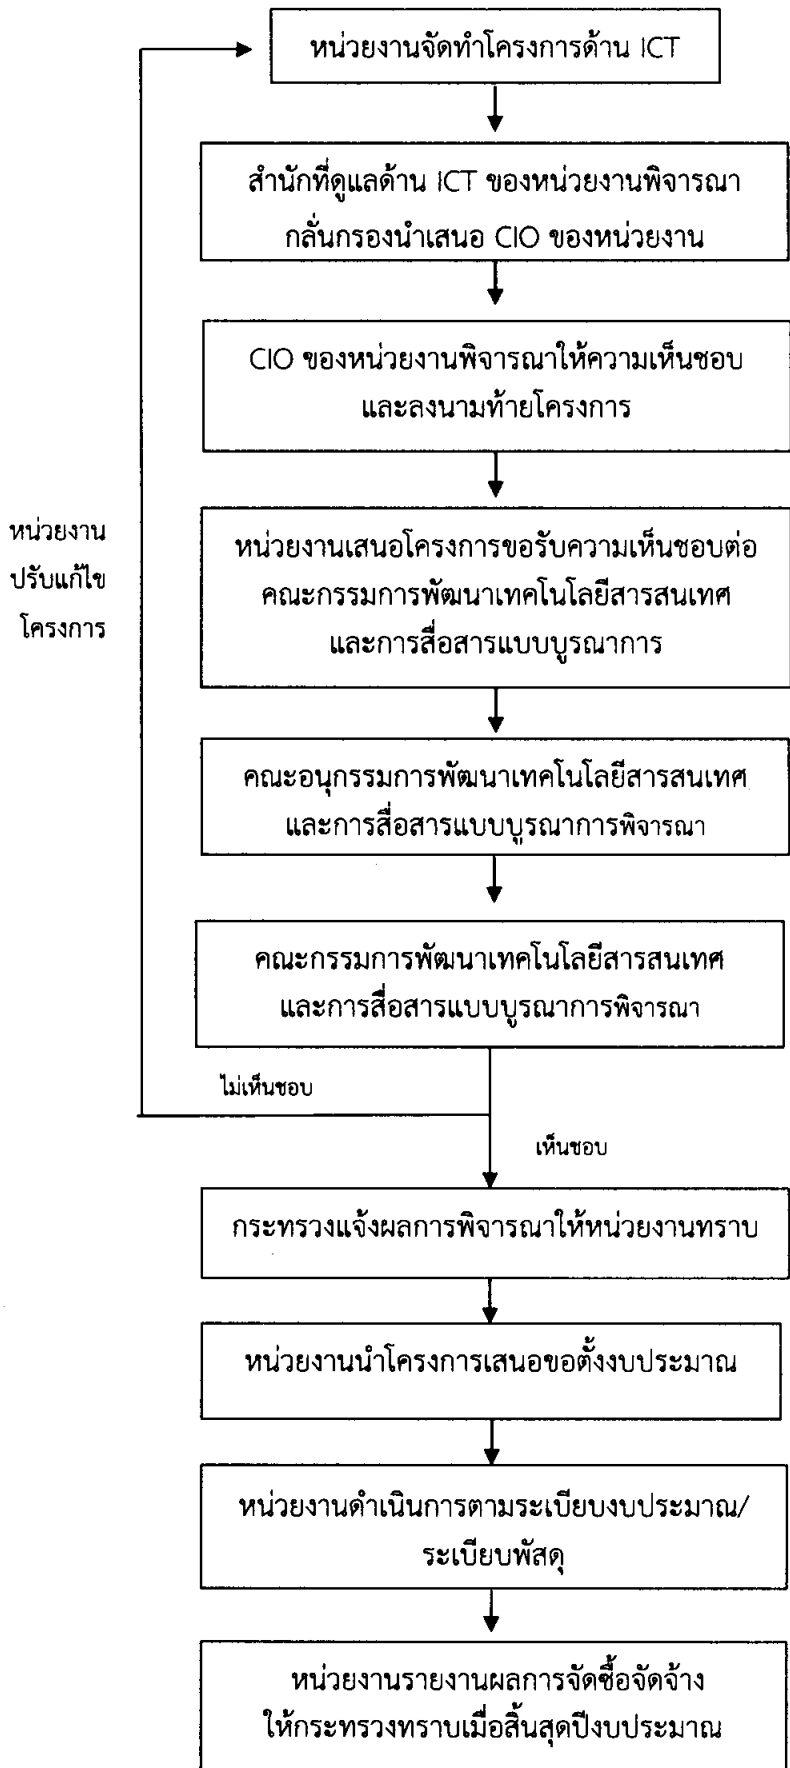 หน่วยงานจัดทำโครงการด้าน ICT
สำนักที่ดูแลด้าน ICT ของหน่วยงานพิจารณา
กลั่นกรองนำเสนอ CIO ของหน่วยงาน
CIO ของหน่วยงานพิจารณาให้ความเห็นชอบ
และลงนามท้ายโครงการ
หน่วยงาน
ปรับแก้ไข
โครงการ
หน่วยงานเสนอโครงการขอรับความเห็นชอบต่อ
คณะกรรมการพัฒนาเทคโนโลยีสารสนเทศ
และการสื่อสารแบบบูรณาการ
คณะอนุกรรมการพัฒนาเทคโนโลยีสารสนเทศ
และการสื่อสารแบบบูรณาการพิจารณา
คณะกรรมการพัฒนาเทคโนโลยีสารสนเทศ
และการสื่อสารแบบบูรณาการพิจารณา
ไม่เห็นชอบ
เห็นชอบ
กระทรวงแจ้งผลการพิจารณาให้หน่วยงานทราบ
หน่วยงานนำโครงการเสนอขอตั้งงบประมาณ
หน่วยงานดำเนินการตามระเบียบงบประมาณ/
ระเบียบพัสดุ
หน่วยงานรายงานผลการจัดซื้อจัดจ้าง
ให้กระทรวงทราบเมื่อสิ้นสุดปีงบประมาณ